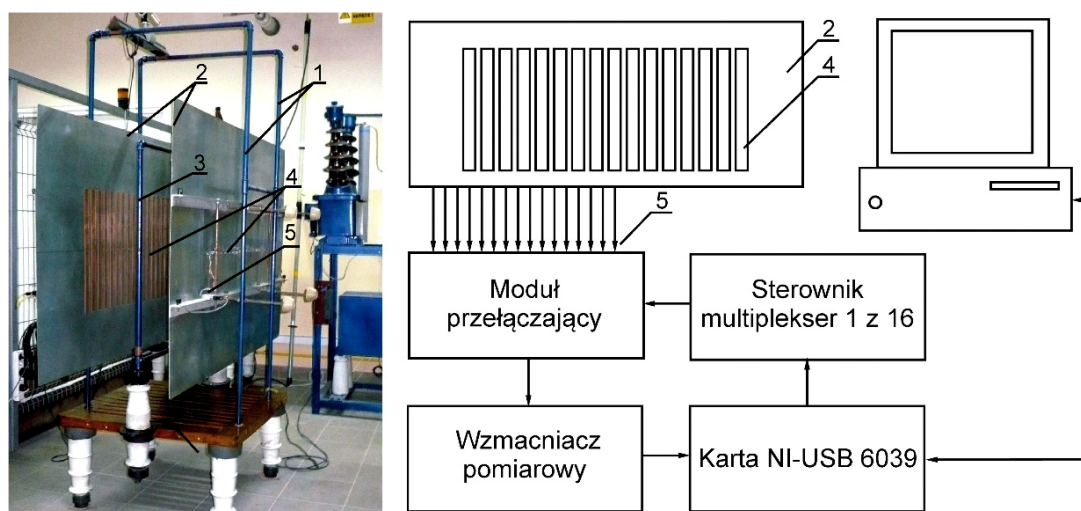 1
2
3
4
5
2
4
5
Moduł
przełączający
Sterownik
multiplekser 1 z 16
Wzmacniacz
pomiarowy
Karta NI-USB 6039